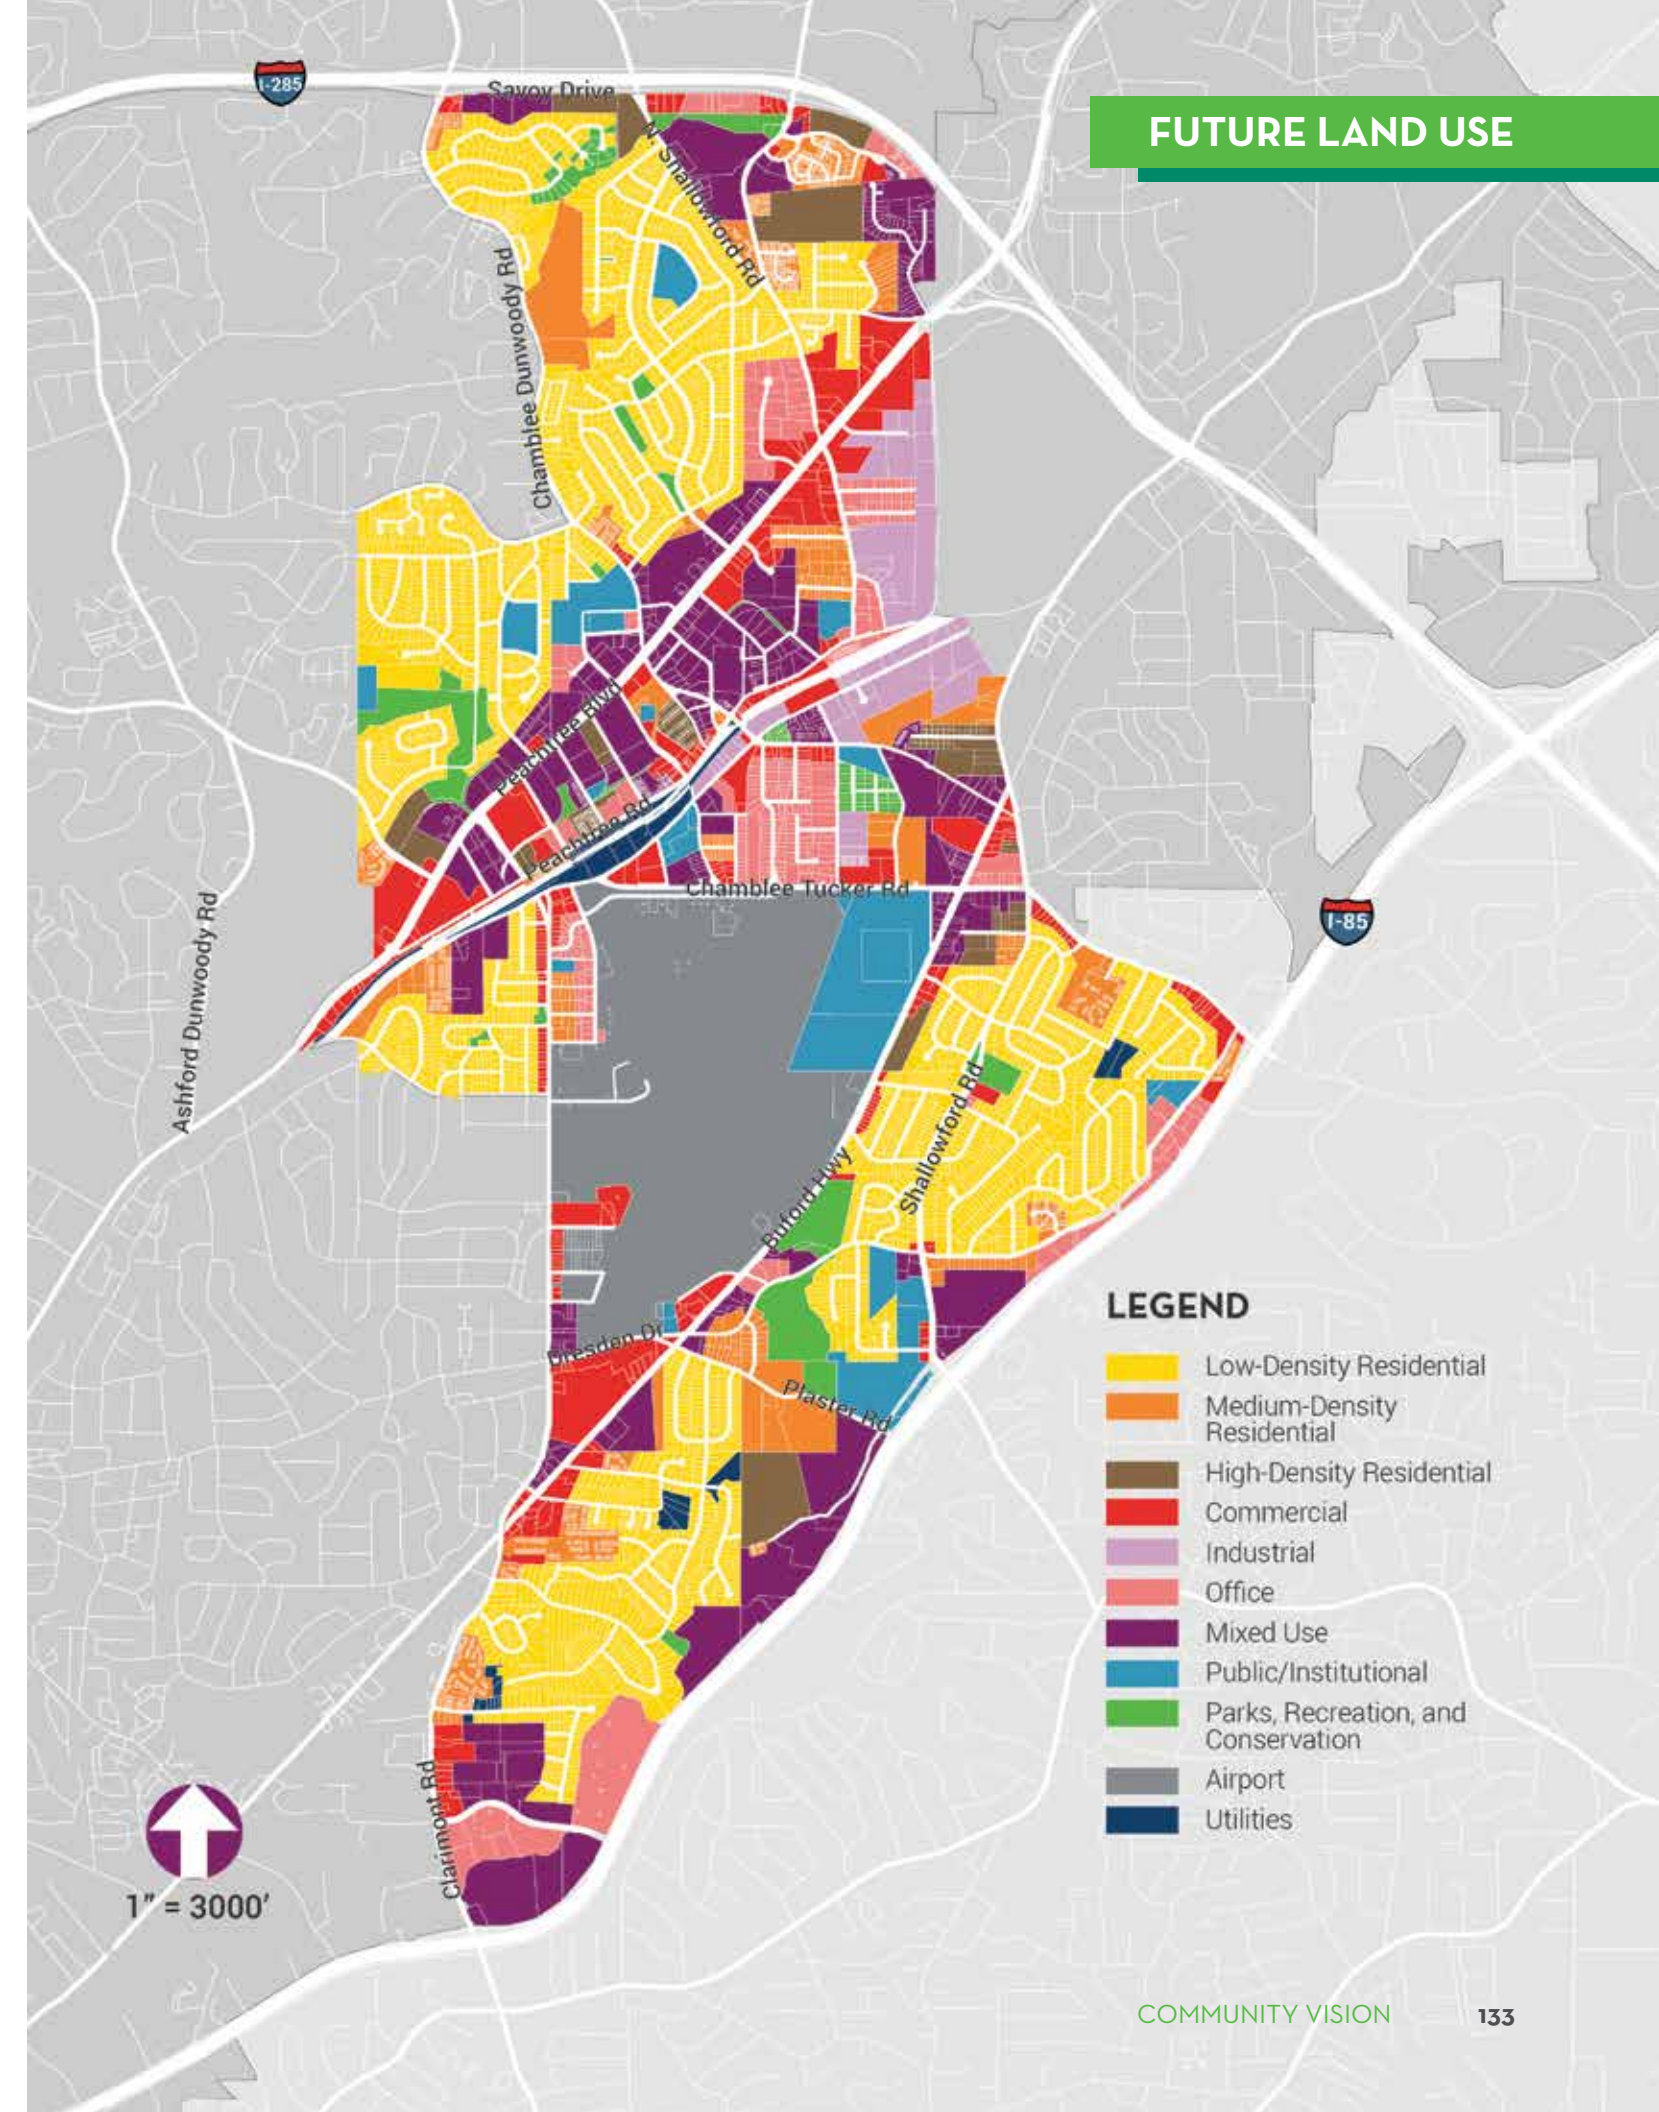 I-285
Savoy Drive
FUTURE LAND USE
N. Shallowford Rd
Chamblee Dunwoody Rd
Peachtree Blvd
Peachtree Rd
Chamblee Tucker Rd
I-85
Ashford Dunwoody Rd
Shallowford Rd
Buford Hwy
Dresden Dr
Plaster Rd
LEGEND
Low-Density Residential
Medium-Density
Residential
High-Density Residential
Commercial
Industrial
Office
Mixed Use
Public/Institutional
Parks, Recreation, and
Conservation
Airport
Utilities
Clarimont Rd
1" = 3000'
COMMUNITY VISION 133